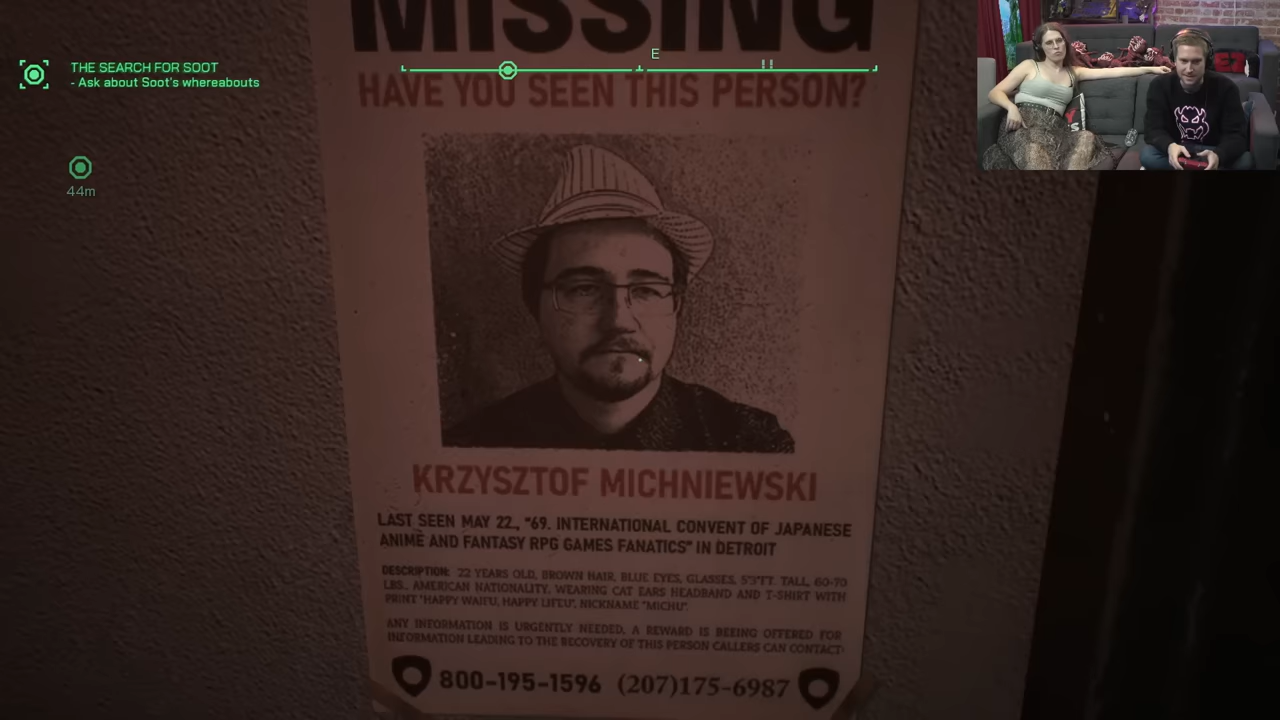 MISSING
HAVE YOU SEEN THIS PERSON?
THE SEARCH FOR SOOT
- Ask about Soot's whereabouts
E
!!
44m
KRZYSZTOF MICHNIEWSKI
LAST SEEN MAY 22., "69. INTERNATIONAL CONVENT OF JAPANESE
ANIME AND FANTASY RPG GAMES FANATICS" IN DETROIT
DESCRIPTION: 22 YEARS OLD, BROWN HAIR, BLUE EYES, GLASSES, 5'3"FT. TALL, 60-70
LBS., AMERICAN NATIONALITY, WEARING CAT EARS HEADBAND AND T-SHIRT WITH
PRINT "HAPPY WAIFU, HAPPY LIFEU", NICKNAME "MICHU".
ANY INFORMATION IS URGENTLY NEEDED, A REWARD IS BEEING OFFERED FOR
INFORMATION LEADING TO THE RECOVERY OF THIS PERSON CALLERS CAN CONTACT:
800-195-1596 (207)175-6987